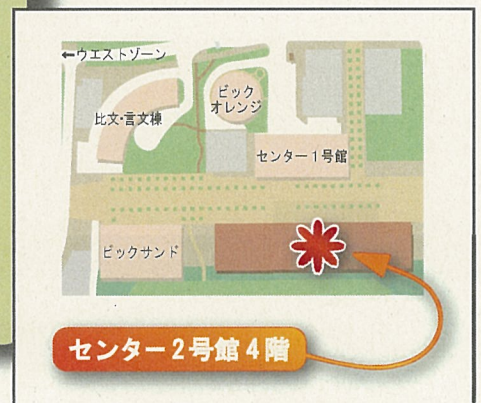 ←ウエストゾーン
ビック
オレンジ
比文・言文棟
センター1号館
ビックサンド
センター2号館4階